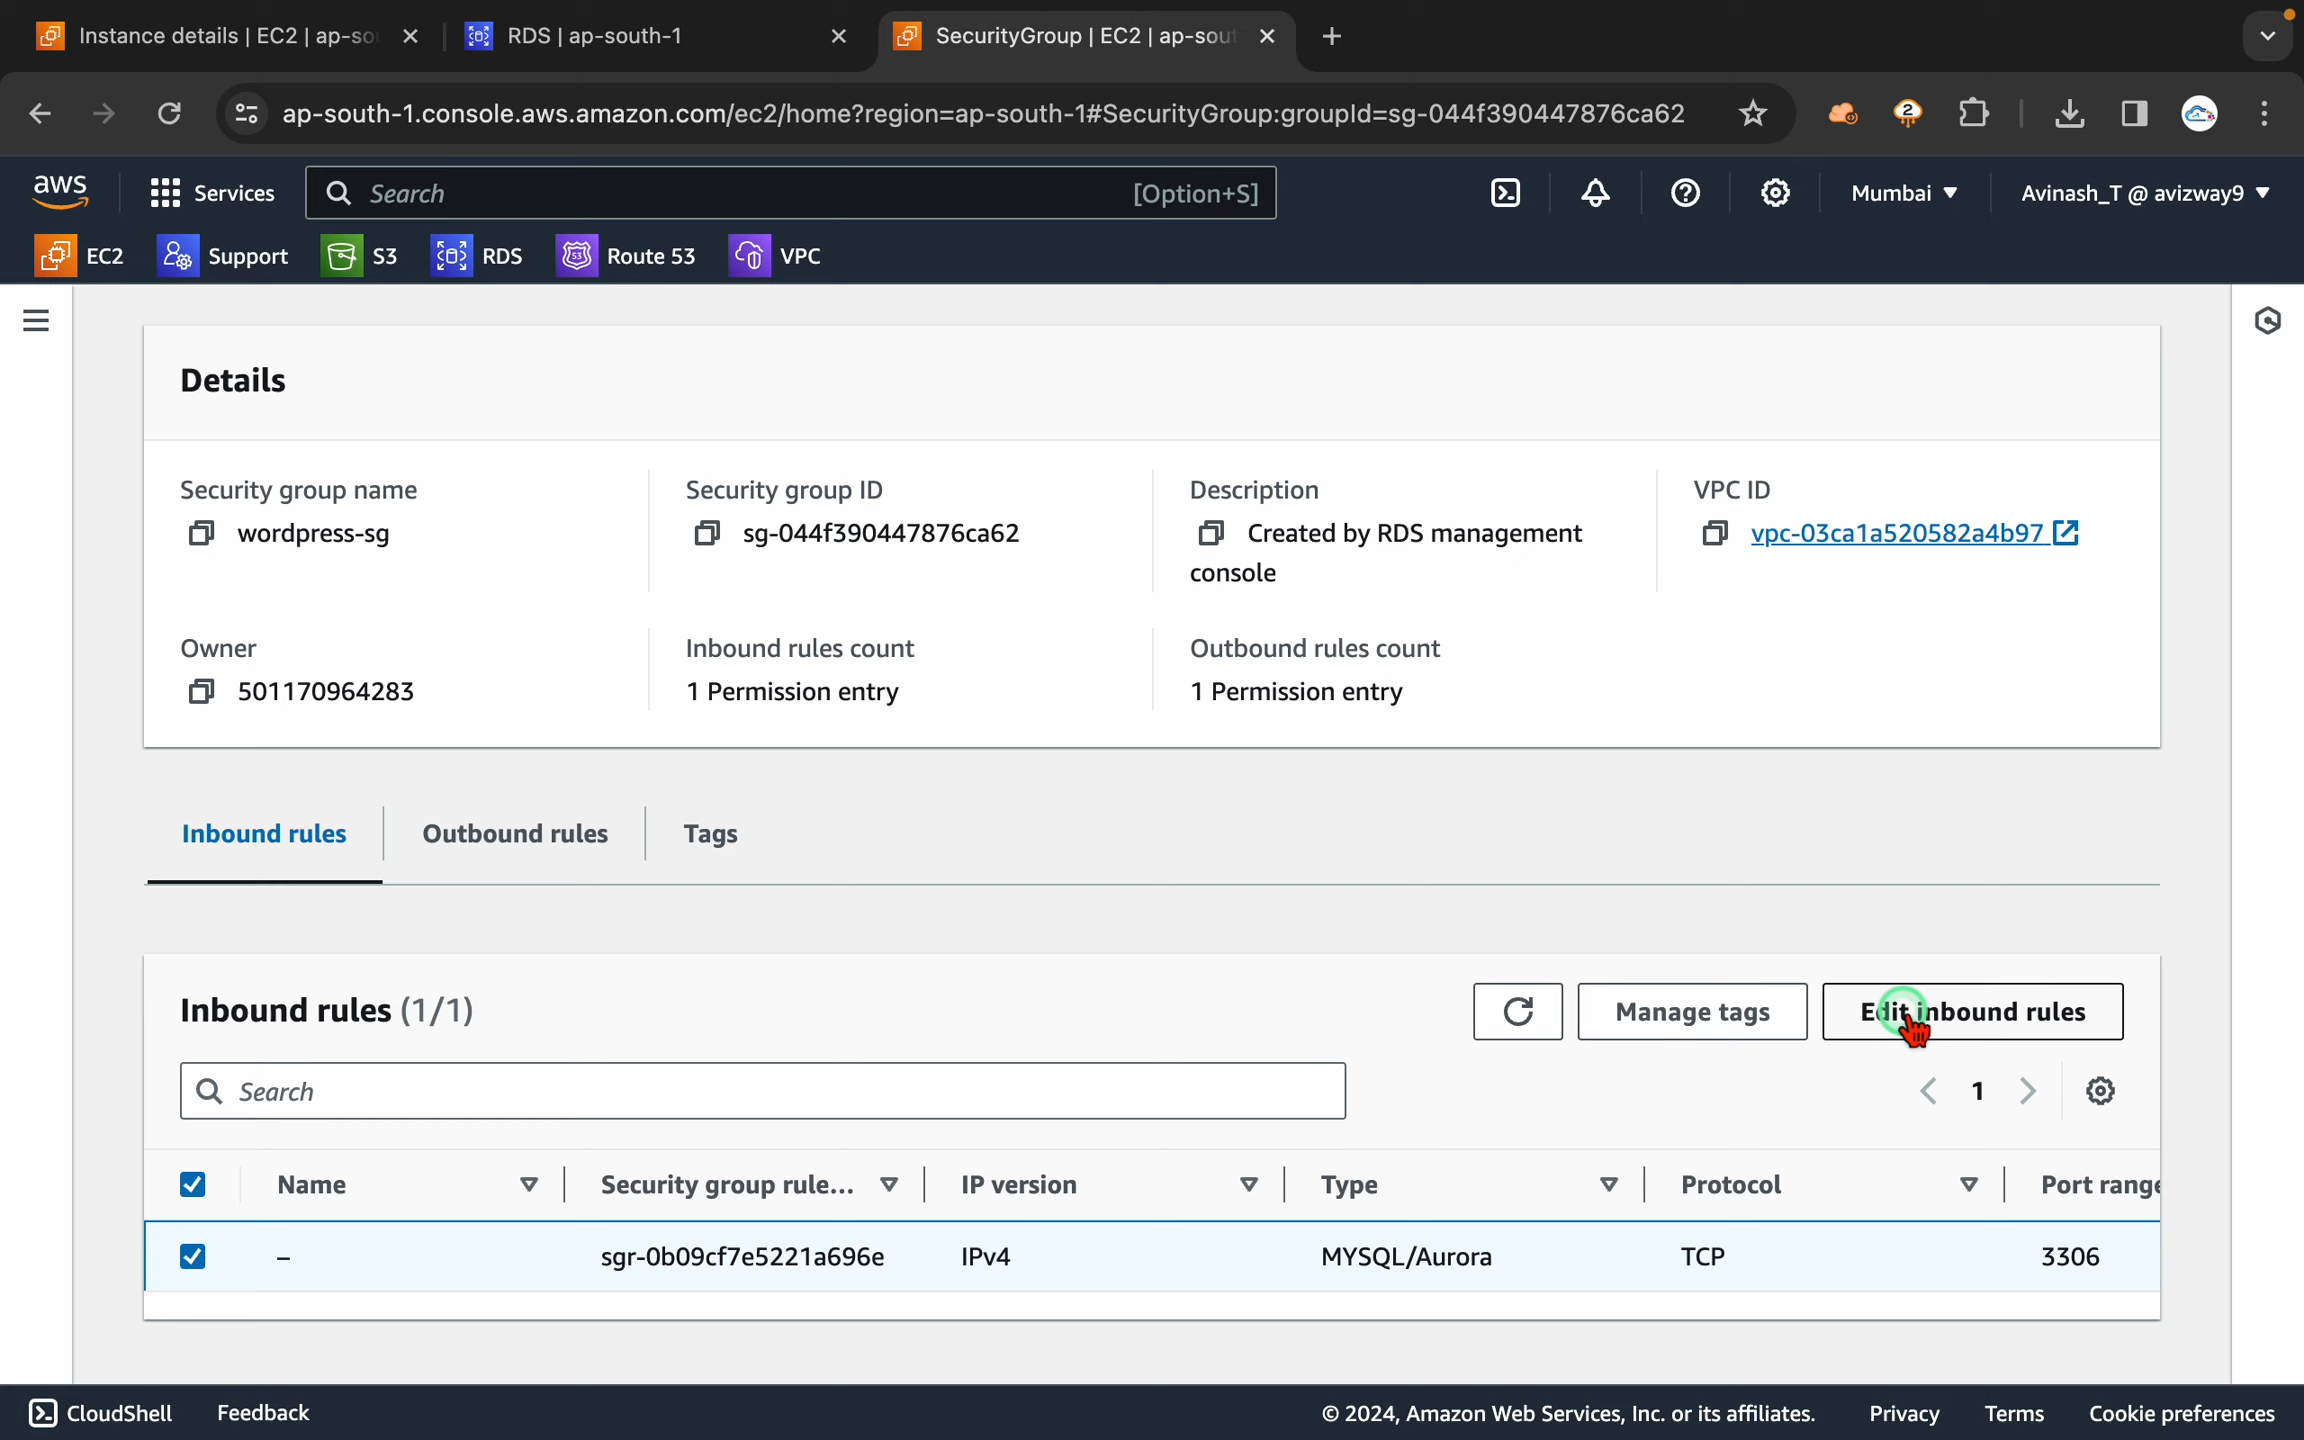 Instance details | EC2 | ap-sou
RDS | ap-south-1
SecurityGroup | EC2 | ap-sout
ap-south-1.console.aws.amazon.com/ec2/home?region=ap-south-1#SecurityGroup:groupId=sg-044f390447876ca62
2
aws
Services
Search
[Option+S]
Mumbai
Avinash_T @ avizway9
EC2
Support
S3
RDS
53
Route 53
VPC
Details
Security group name
wordpress-sg
Security group ID
sg-044f390447876ca62
Description
Created by RDS management
console
VPC ID
vpc-03ca1a520582a4b97
Owner
501170964283
Inbound rules count
1 Permission entry
Outbound rules count
1 Permission entry
Inbound rules
Outbound rules
Tags
Inbound rules (1/1)
Manage tags
Edit inbound rules
Search
1
Name
Security group rule...
IP version
Type
Protocol
Port range
–
sgr-0b09cf7e5221a696e
IPv4
MYSQL/Aurora
TCP
3306
CloudShell
Feedback
© 2024, Amazon Web Services, Inc. or its affiliates.
Privacy
Terms
Cookie preferences